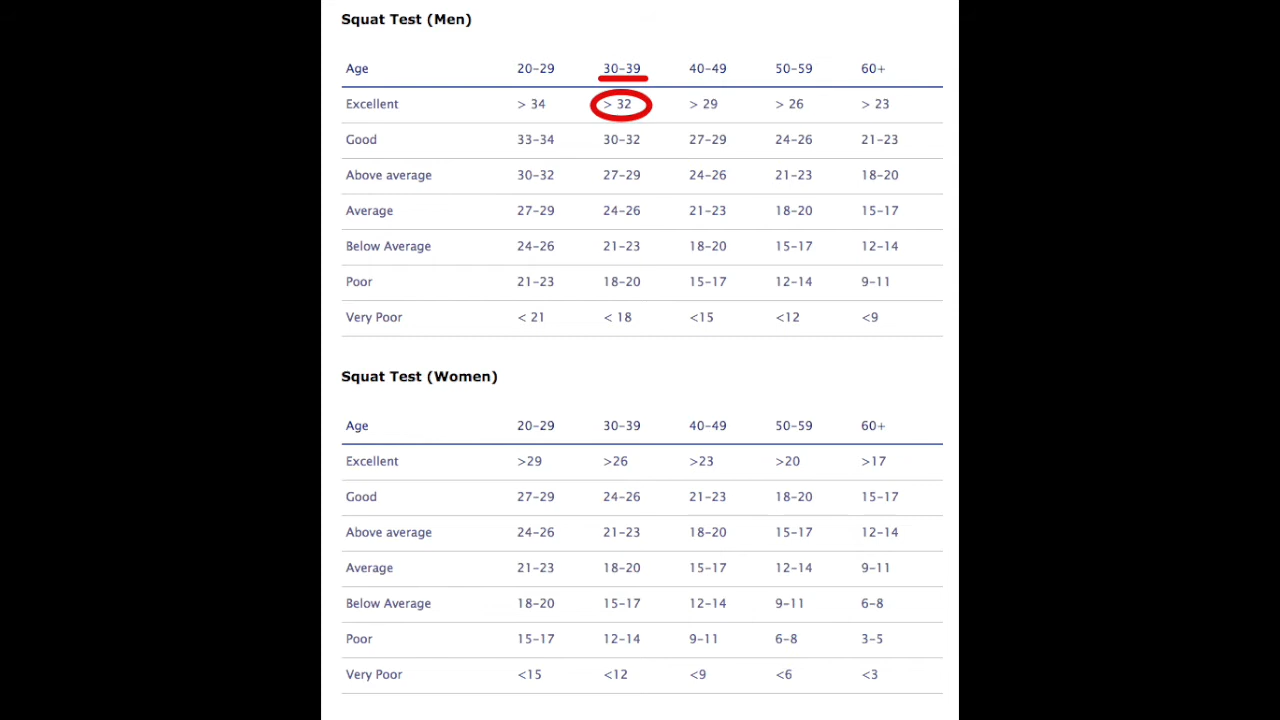 Squat Test (Men)
Age 20-29 30-39 40-49 50-59 60+
Excellent > 34 > 32 > 29 > 26 > 23
Good 33-34 30-32 27-29 24-26 21-23
Above average 30-32 27-29 24-26 21-23 18-20
Average 27-29 24-26 21-23 18-20 15-17
Below Average 24-26 21-23 18-20 15-17 12-14
Poor 21-23 18-20 15-17 12-14 9-11
Very Poor < 21 < 18 <15 <12 <9
Squat Test (Women)
Age 20-29 30-39 40-49 50-59 60+
Excellent >29 >26 >23 >20 >17
Good 27-29 24-26 21-23 18-20 15-17
Above average 24-26 21-23 18-20 15-17 12-14
Average 21-23 18-20 15-17 12-14 9-11
Below Average 18-20 15-17 12-14 9-11 6-8
Poor 15-17 12-14 9-11 6-8 3-5
Very Poor <15 <12 <9 <6 <3